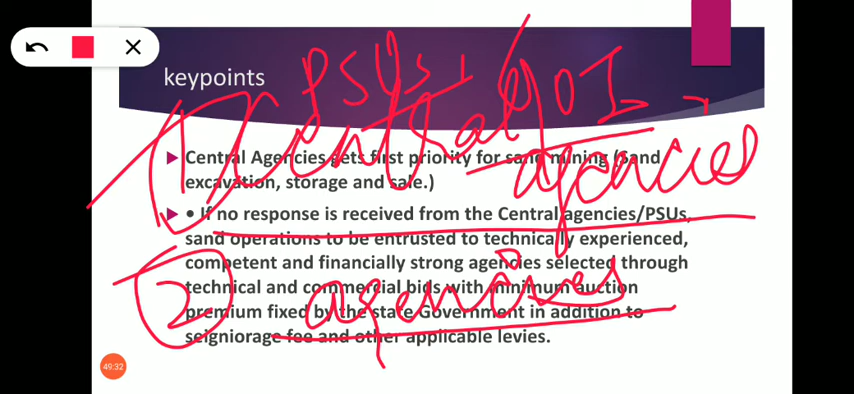 keypoints
PSUs
GOI
1 Central
agencies
Central Agencies gets first priority for sand mining (Sand
excavation, storage and sale.)
• If no response is received from the Central agencies/PSUs,
sand operations to be entrusted to technically experienced,
competent and financially strong agencies selected through
technical and commercial bids with minimum auction
premium fixed by the state Government in addition to
seigniorage fee and other applicable levies.
2 agencies
49:32